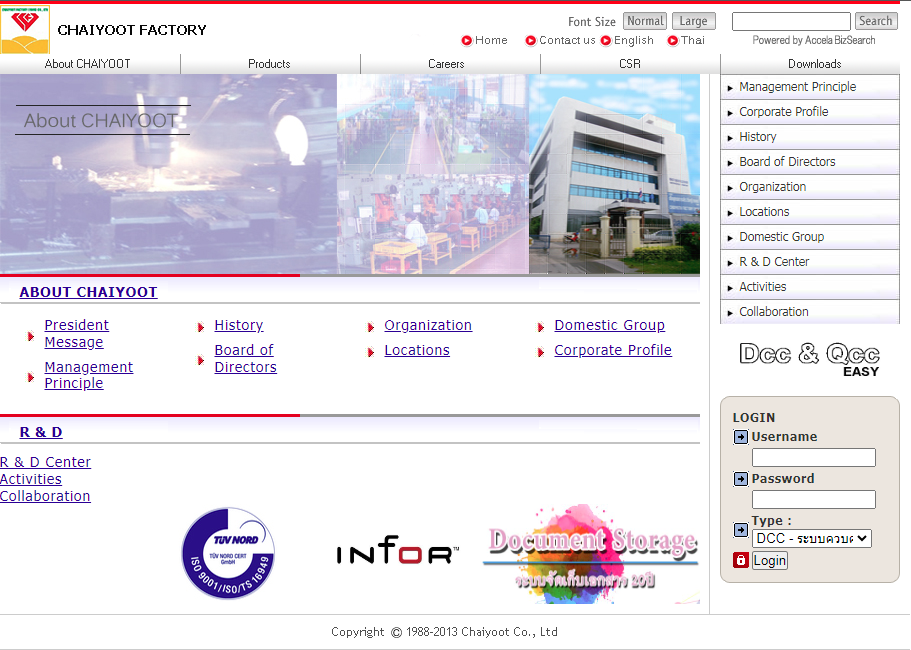 CHAIYOOT FACTORY
Font Size Normal Large Search
Home Contact us English Thai Powered by Accela BizSearch
About CHAIYOOT Products Careers CSR Downloads
About CHAIYOOT
Management Principle
Corporate Profile
History
Board of Directors
Organization
Locations
Domestic Group
R & D Center
Activities
Collaboration
ABOUT CHAIYOOT
President Message
Management Principle
History
Board of Directors
Organization
Locations
Domestic Group
Corporate Profile
Dcc & Qcc
EASY
LOGIN
Username
Password
Type :
DCC - ระบบควบค
Login
R & D
R & D Center
Activities
Collaboration
TÜV NORD
TÜV NORD CERT
GmbH
ISO 9001/ISO/TS 16949
INFOR™
Document Storage
ระบบจัดเก็บเอกสาร 20ปี
Copyright © 1988-2013 Chaiyoot Co., Ltd